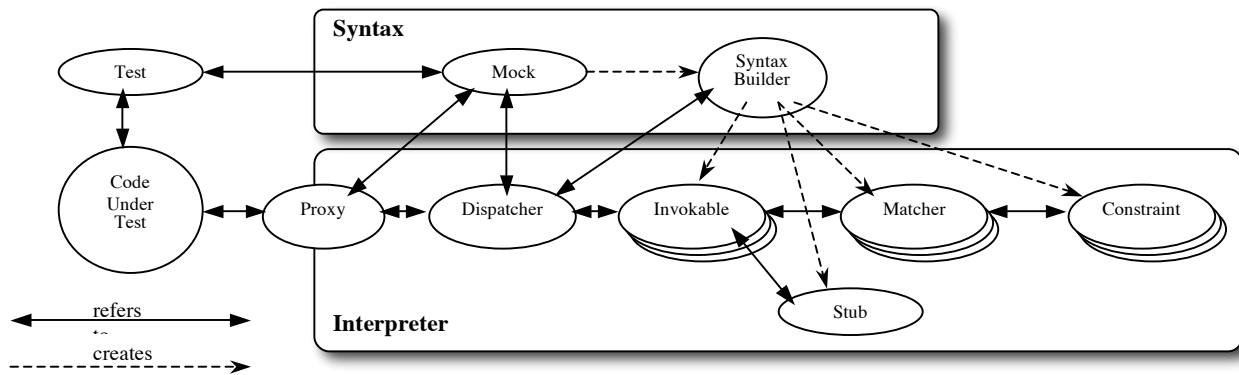 Syntax
Test
Mock
Syntax
Builder
Code
Under
Test
Proxy
Dispatcher
Invokable
Matcher
Constraint
Stub
refers
Interpreter
creates